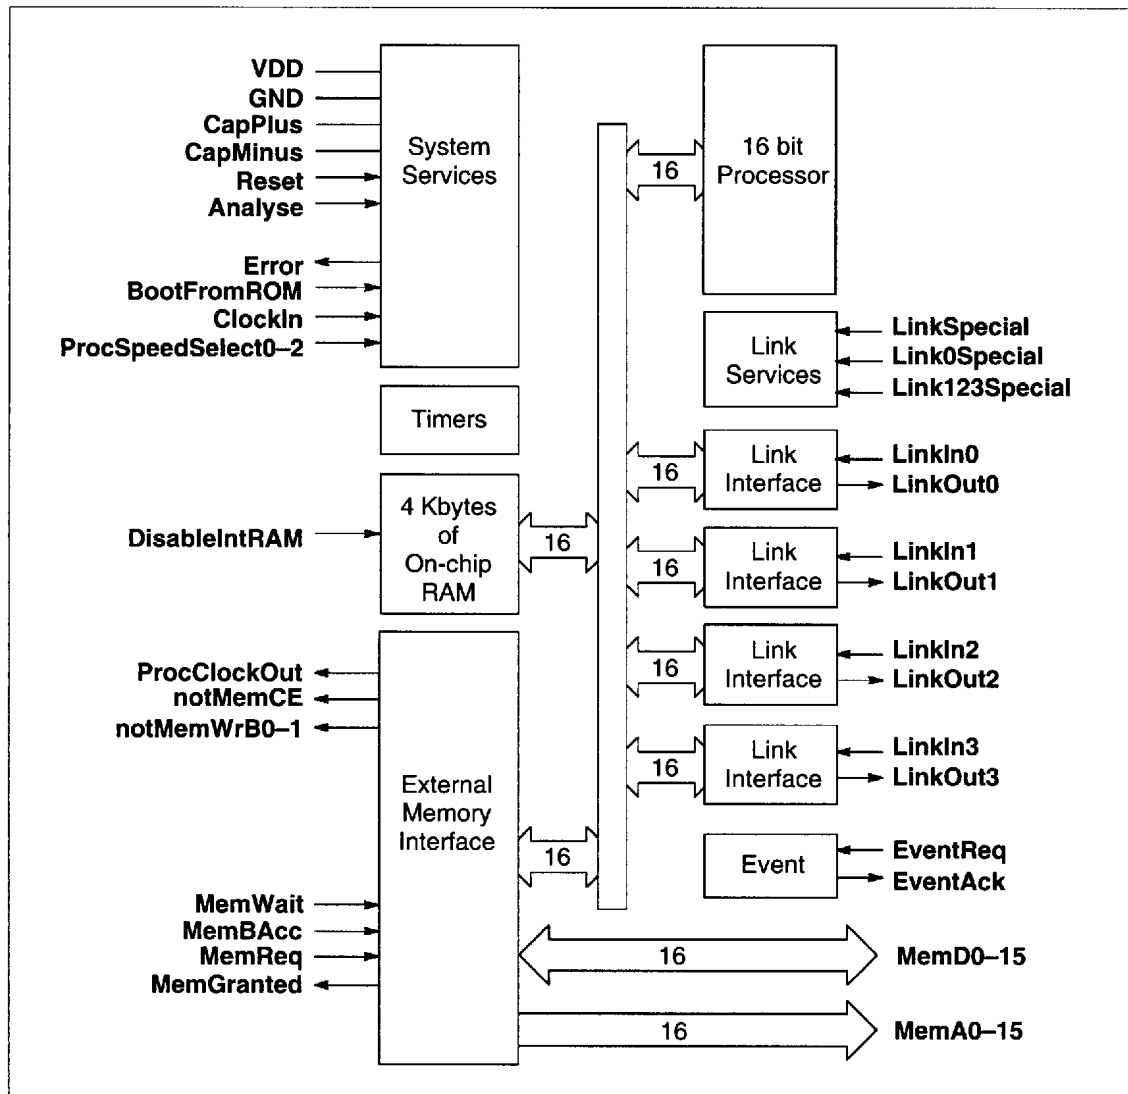 VDD
GND
CapPlus
CapMinus
Reset
Analyse
Error
BootFromROM
ClockIn
ProcSpeedSelect0–2
System
Services
Timers
DisableIntRAM
4 Kbytes
of
On-chip
RAM
16
ProcClockOut
notMemCE
notMemWrB0–1
External
Memory
Interface
16
MemWait
MemBAcc
MemReq
MemGranted
16
16 bit
Processor
Link
Services
LinkSpecial
Link0Special
Link123Special
16
Link
Interface
LinkIn0
LinkOut0
16
Link
Interface
LinkIn1
LinkOut1
16
Link
Interface
LinkIn2
LinkOut2
16
Link
Interface
LinkIn3
LinkOut3
Event
EventReq
EventAck
16
MemD0–15
16
MemA0–15